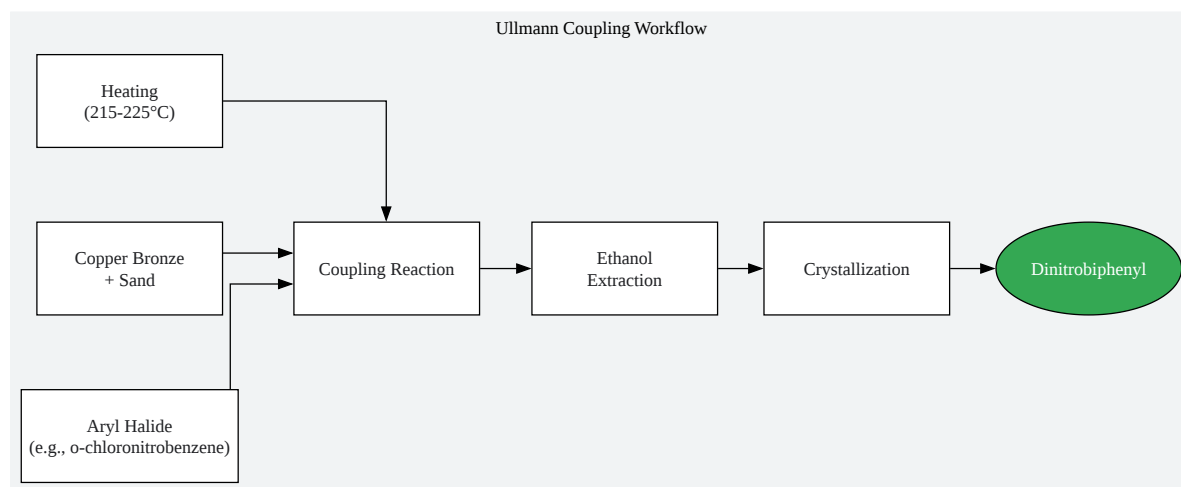 Ullmann Coupling Workflow
Heating
(215-225°C)
Copper Bronze
+ Sand
Coupling Reaction
Ethanol
Extraction
Crystallization
Dinitrobiphenyl
Aryl Halide
(e.g., o-chloronitrobenzene)